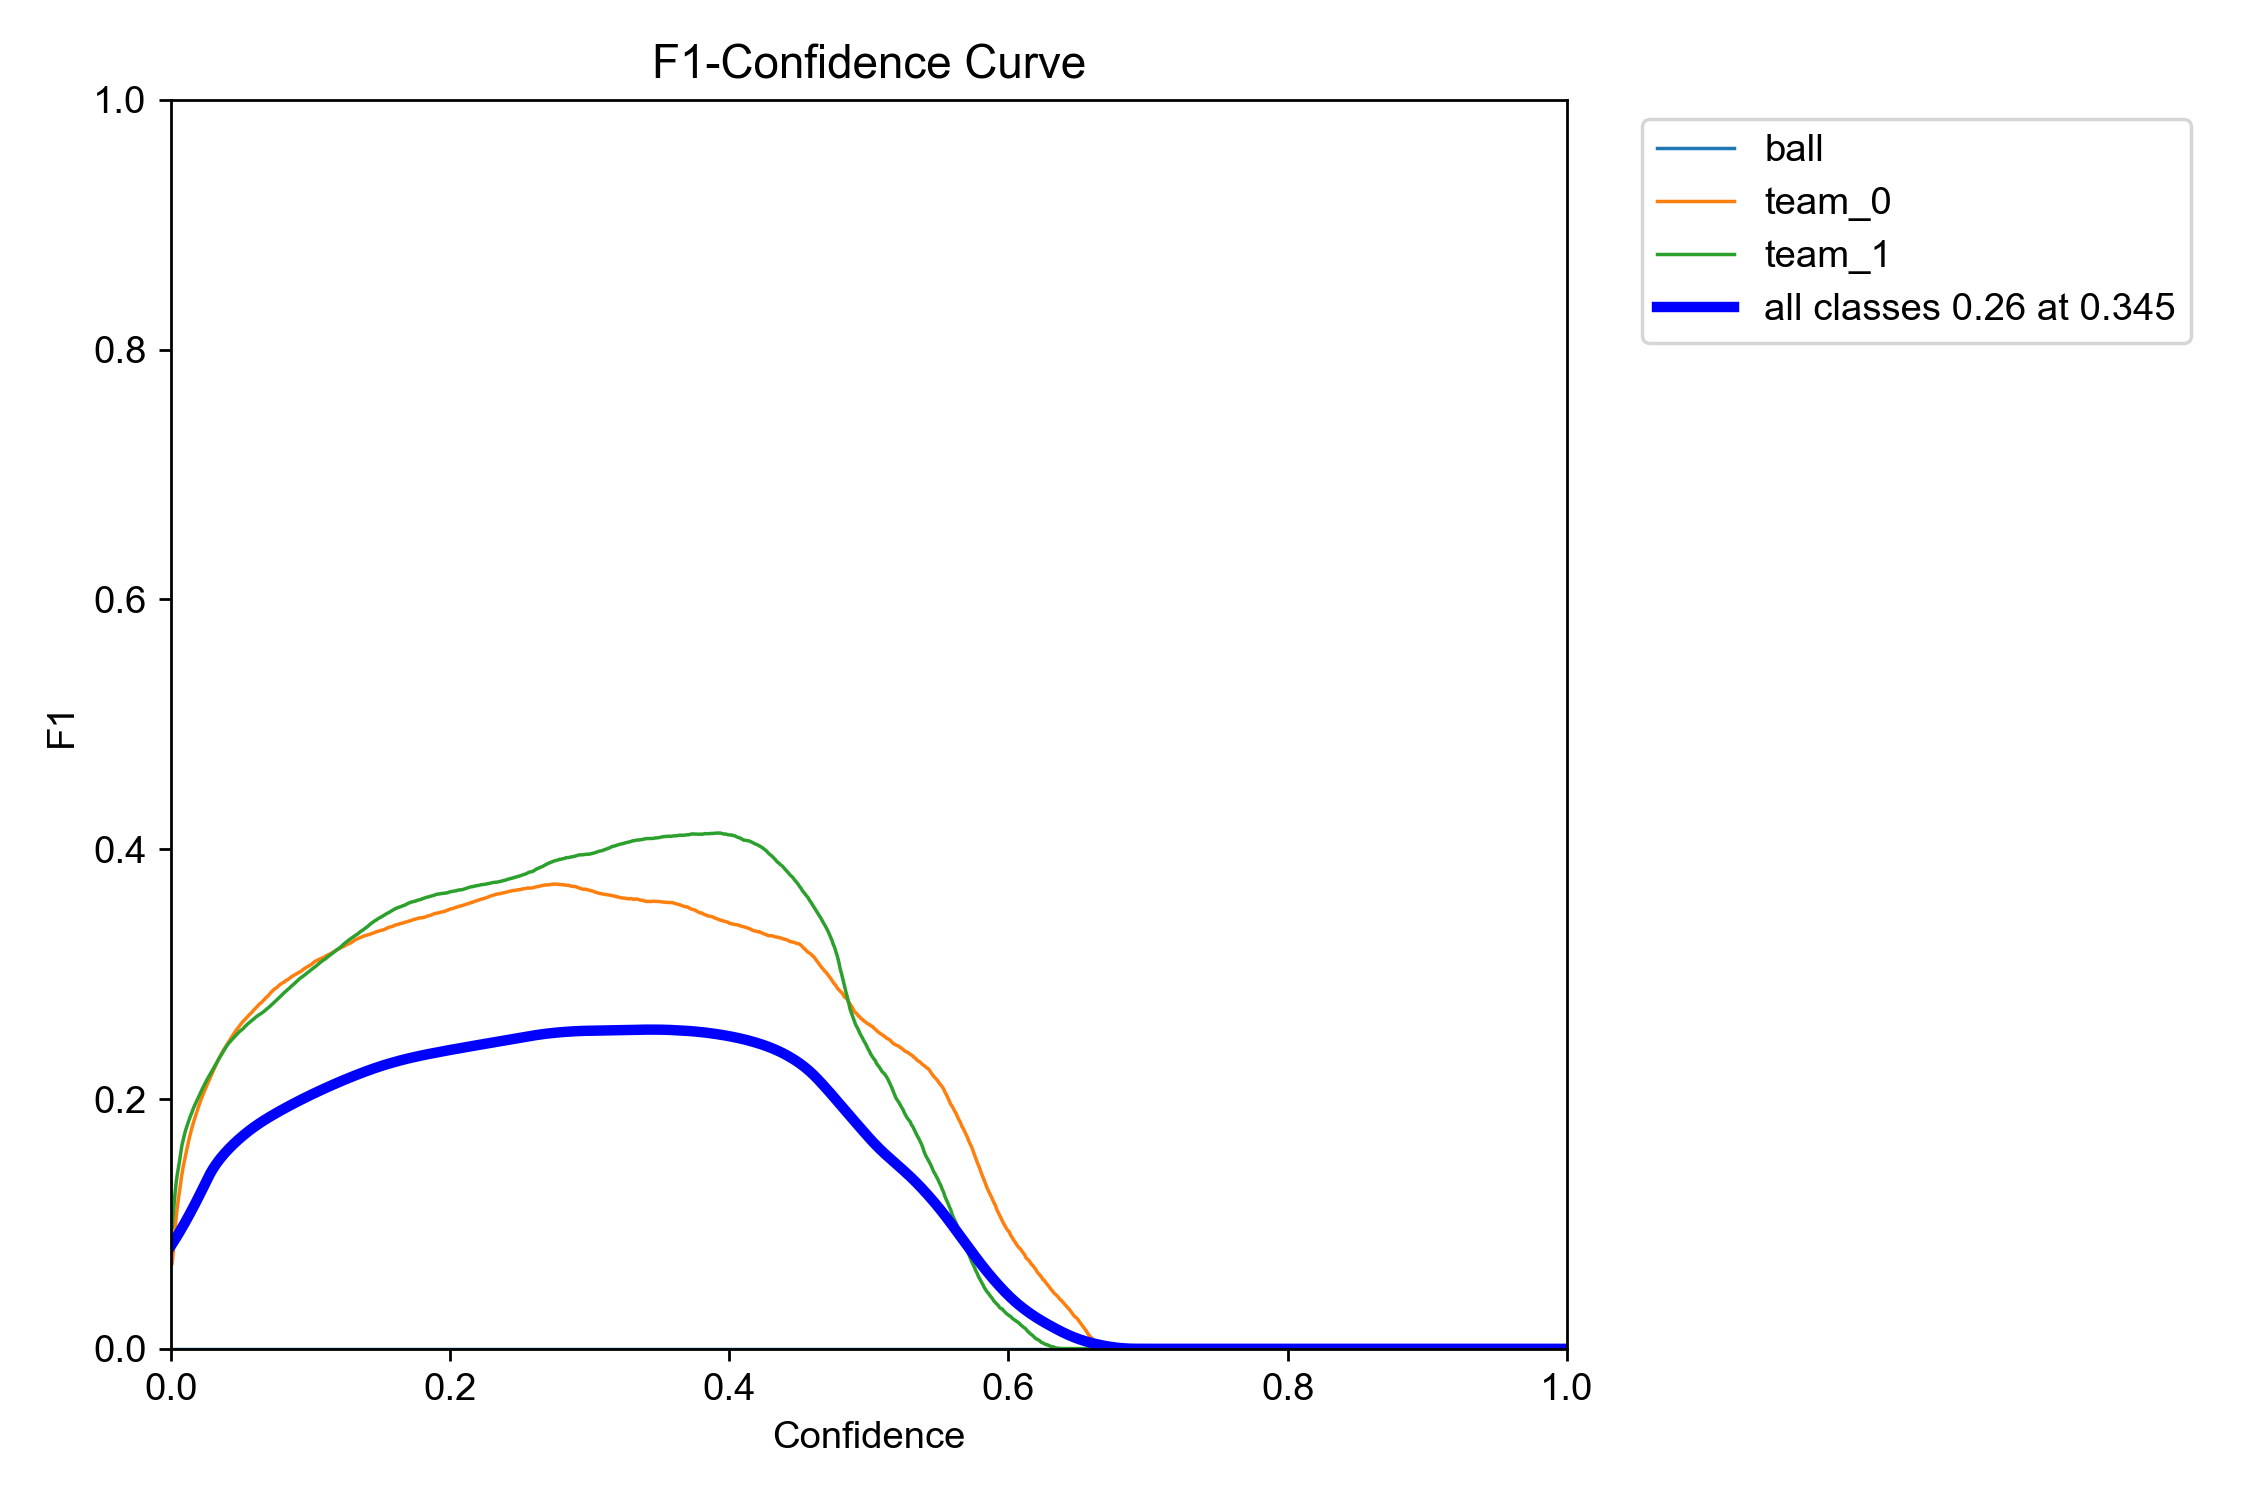 F1-Confidence Curve
1.0
0.8
0.6
0.4
0.2
0.0
F1
0.0 0.2 0.4 0.6 0.8 1.0
Confidence
ball
team_0
team_1
all classes 0.26 at 0.345